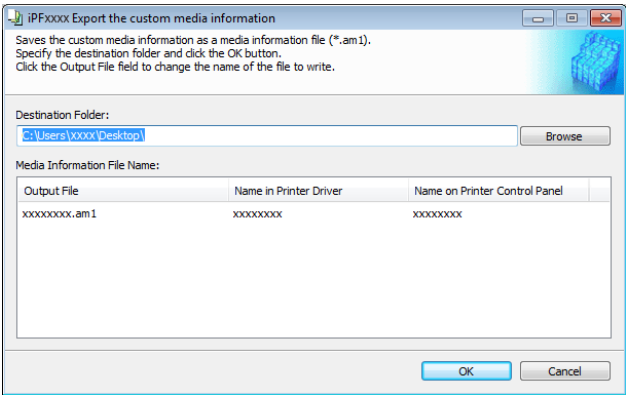 iPFxxxx Export the custom media information
Saves the custom media information as a media information file (*.am1).
Specify the destination folder and click the OK button.
Click the Output File field to change the name of the file to write.
Destination Folder:
C:\Users\xxxx\Desktop\ Browse
Media Information File Name:
Output File Name in Printer Driver Name on Printer Control Panel
xxxxxxxx.am1 xxxxxxxx xxxxxxxx
OK Cancel